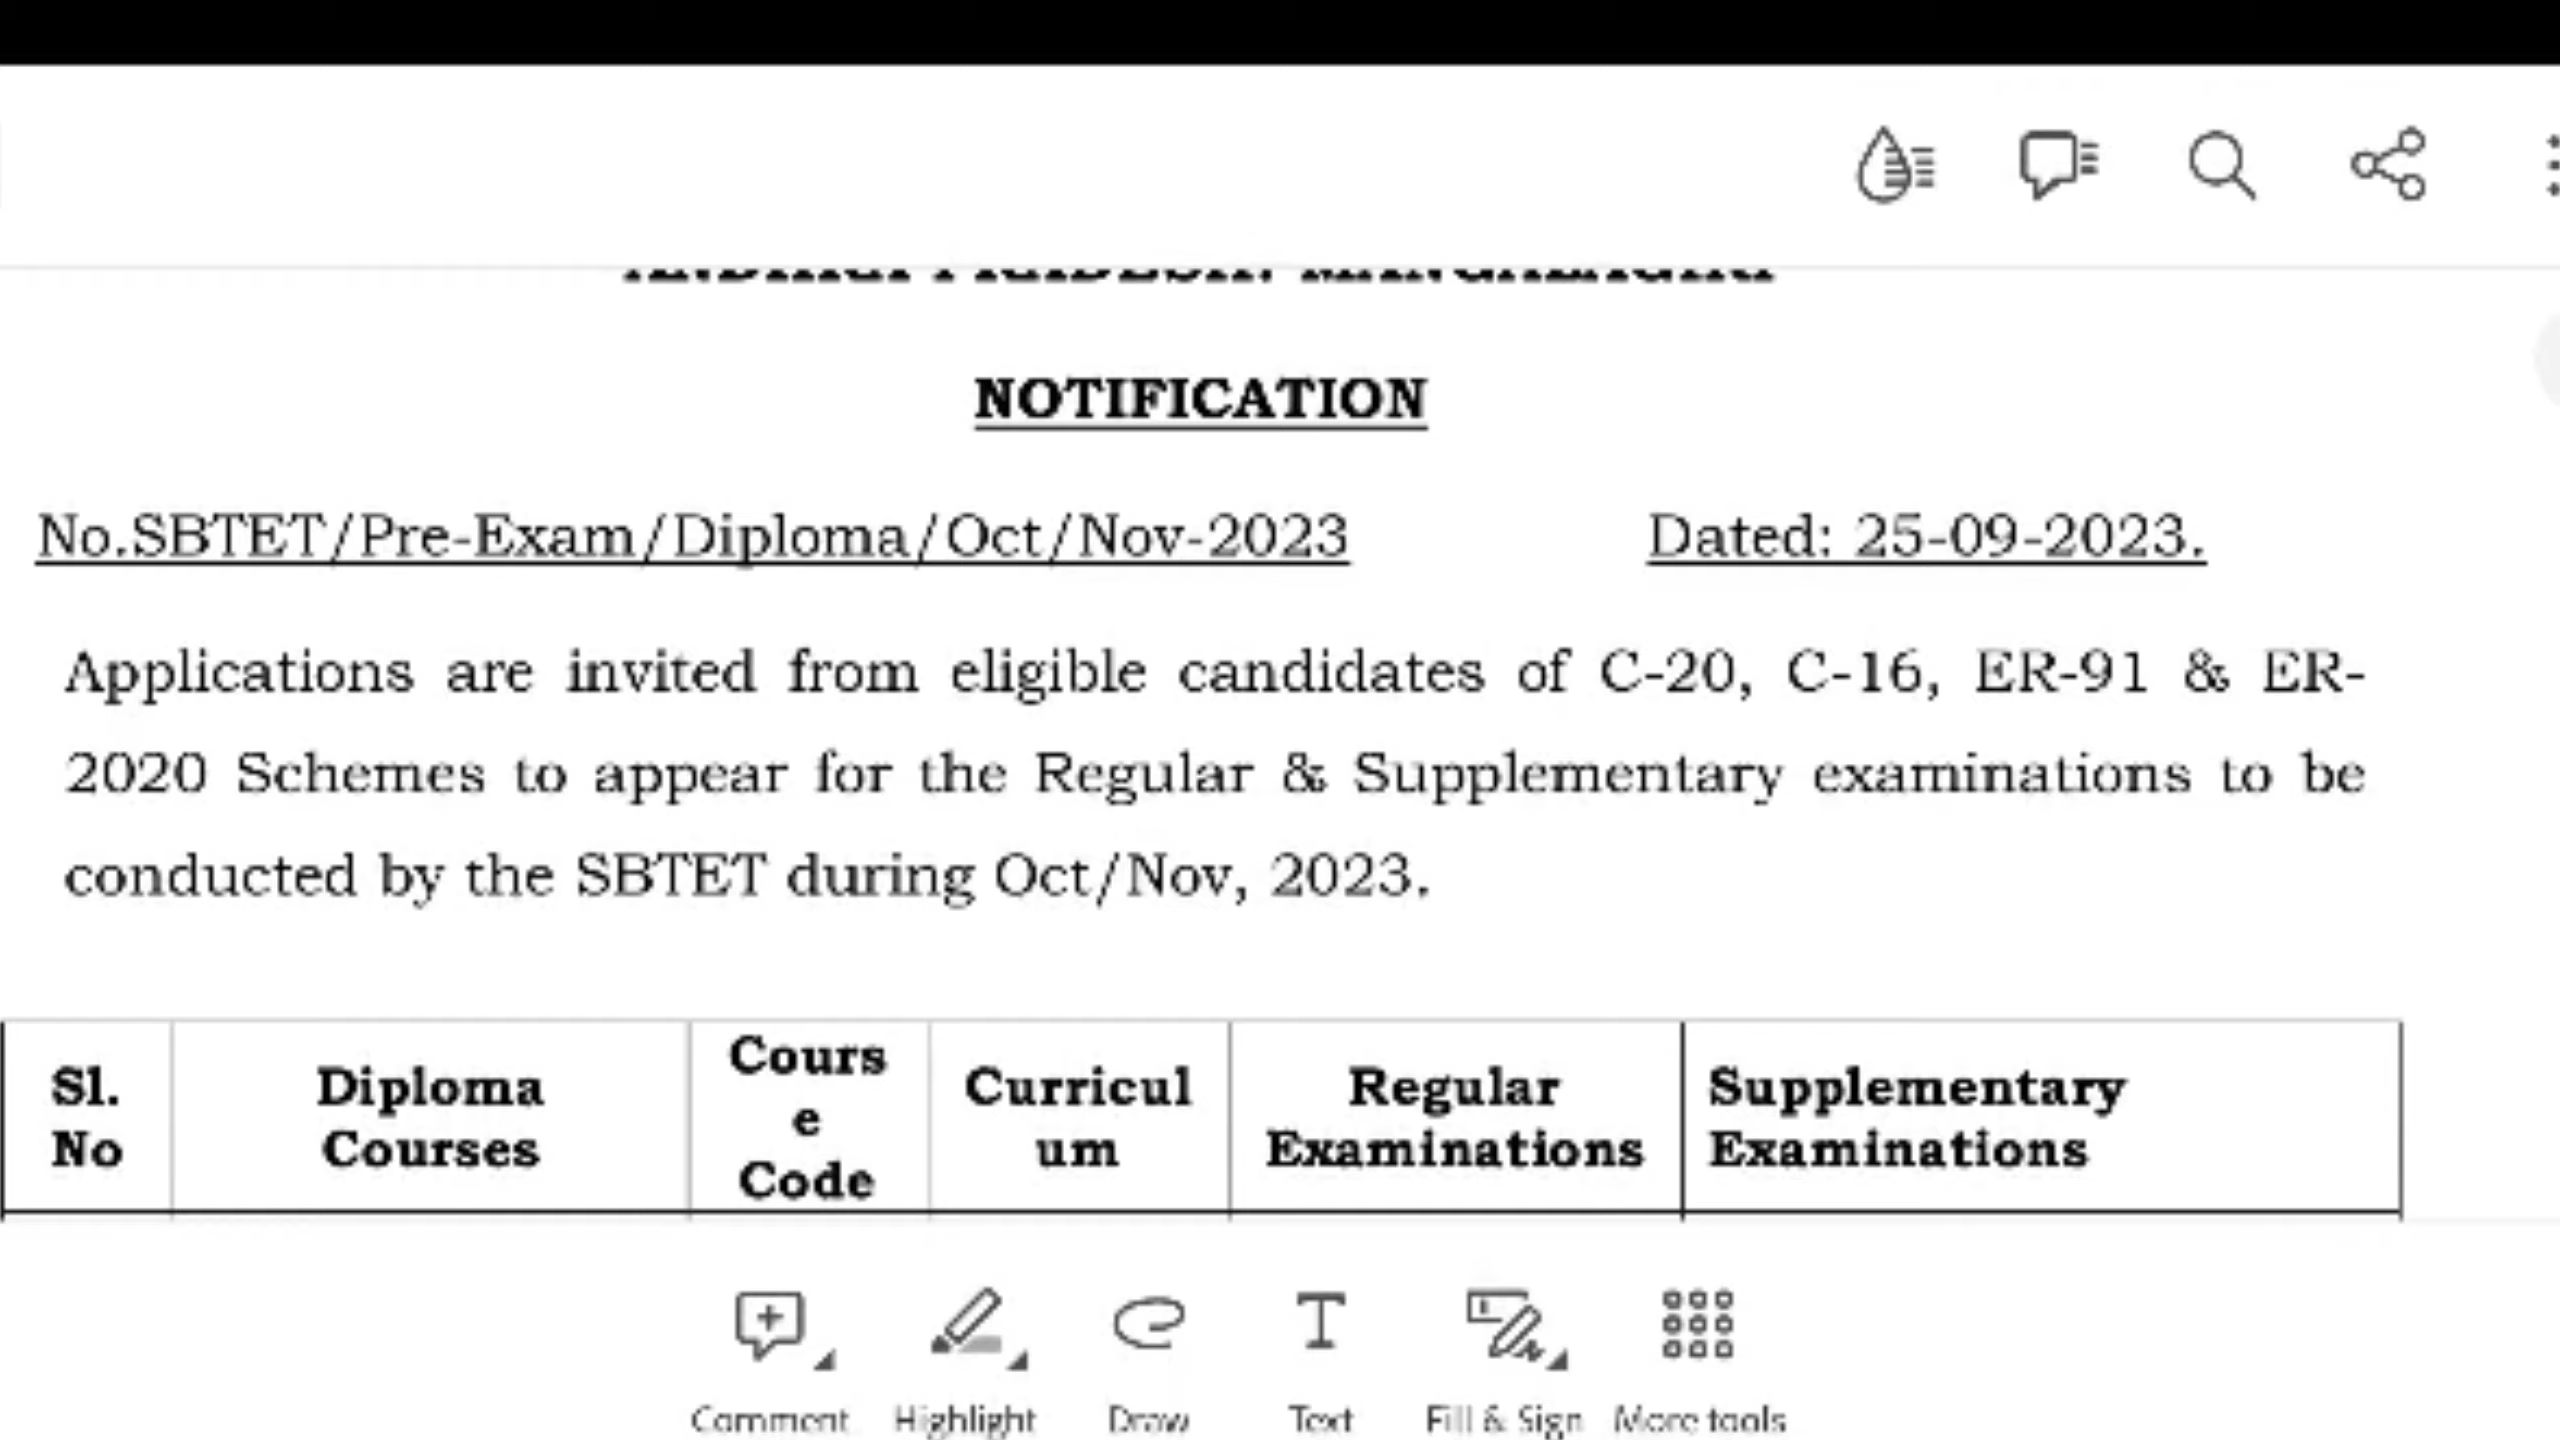 ANDHRA PRADESH: MANGALAGIRI
NOTIFICATION
No.SBTET/Pre-Exam/Diploma/Oct/Nov-2023 Dated: 25-09-2023.
Applications are invited from eligible candidates of C-20, C-16, ER-91 & ER-
2020 Schemes to appear for the Regular & Supplementary examinations to be
conducted by the SBTET during Oct/Nov, 2023.
Sl.
No
Diploma
Courses
Cours
e
Code
Curricul
um
Regular
Examinations
Supplementary
Examinations
Comment Highlight Draw Text Fill & Sign More tools